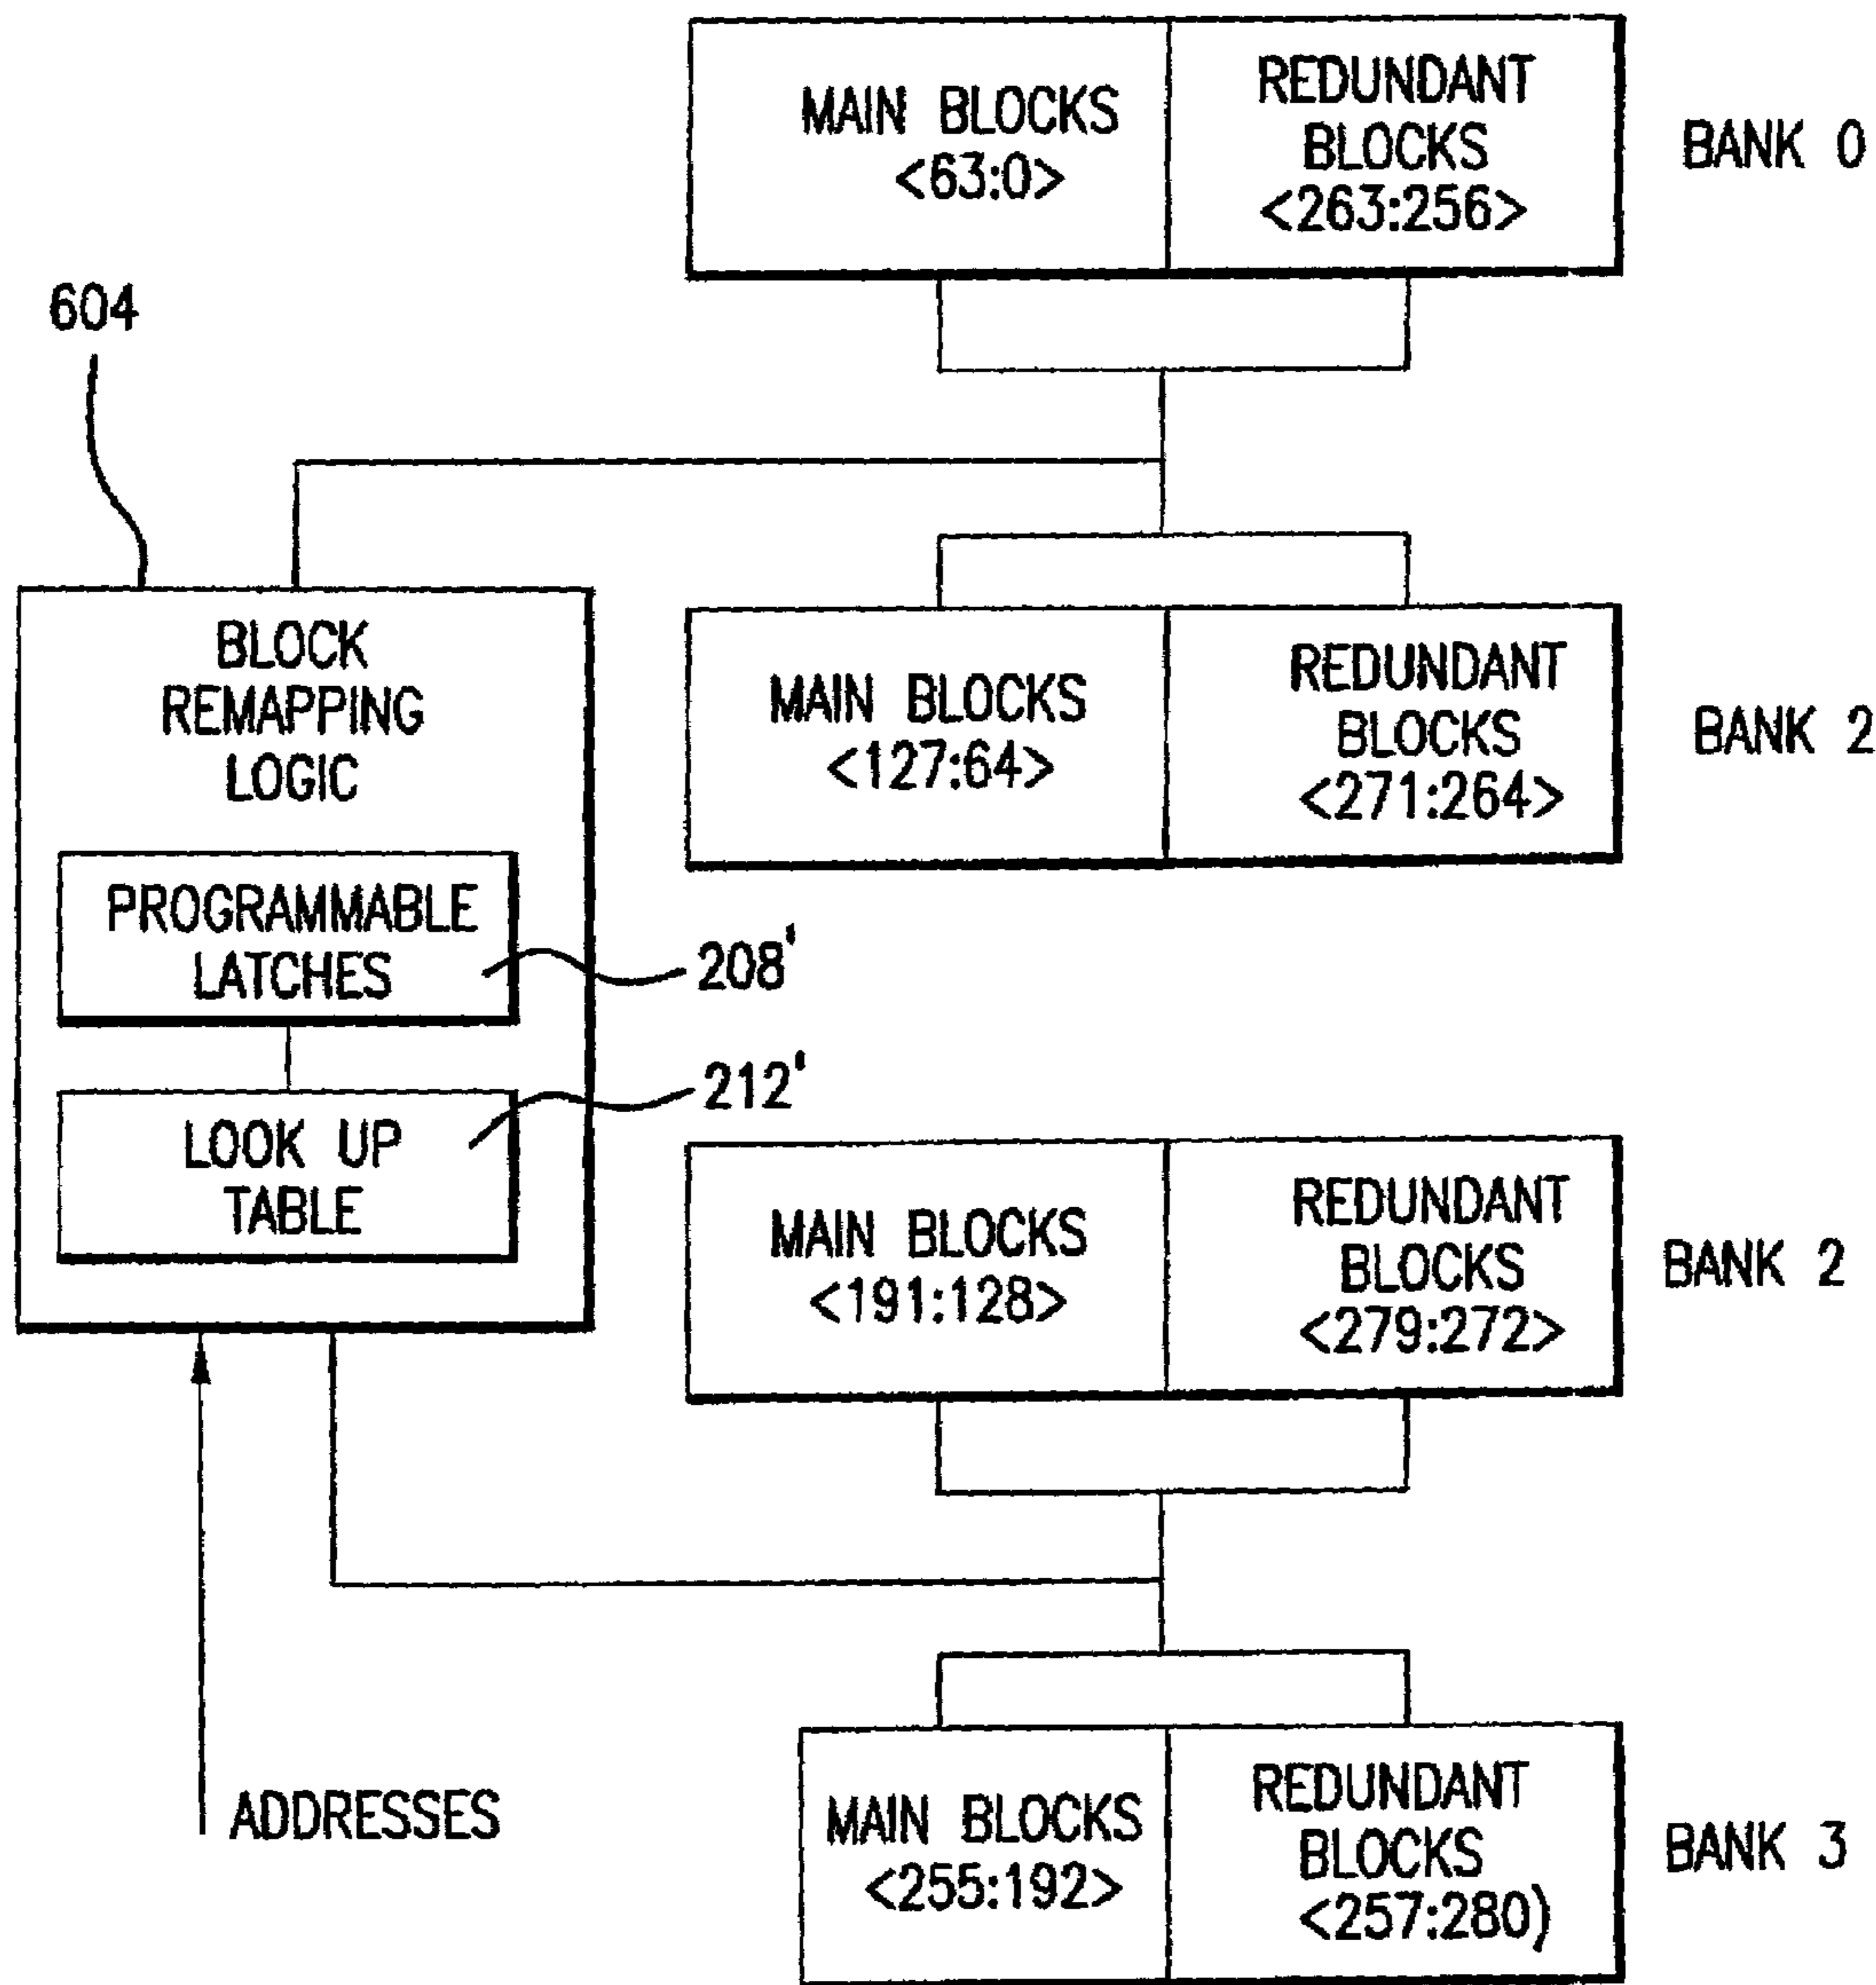 MAIN BLOCKS
<63:0>
REDUNDANT
BLOCKS
<263:256>
BANK 0
604
BLOCK
REMAPPING
LOGIC
MAIN BLOCKS
<127:64>
REDUNDANT
BLOCKS
<271:264>
BANK 2
PROGRAMMABLE
LATCHES
208'
LOOK UP
TABLE
212'
MAIN BLOCKS
<191:128>
REDUNDANT
BLOCKS
<279:272>
BANK 2
ADDRESSES
MAIN BLOCKS
<255:192>
REDUNDANT
BLOCKS
<257:280)
BANK 3